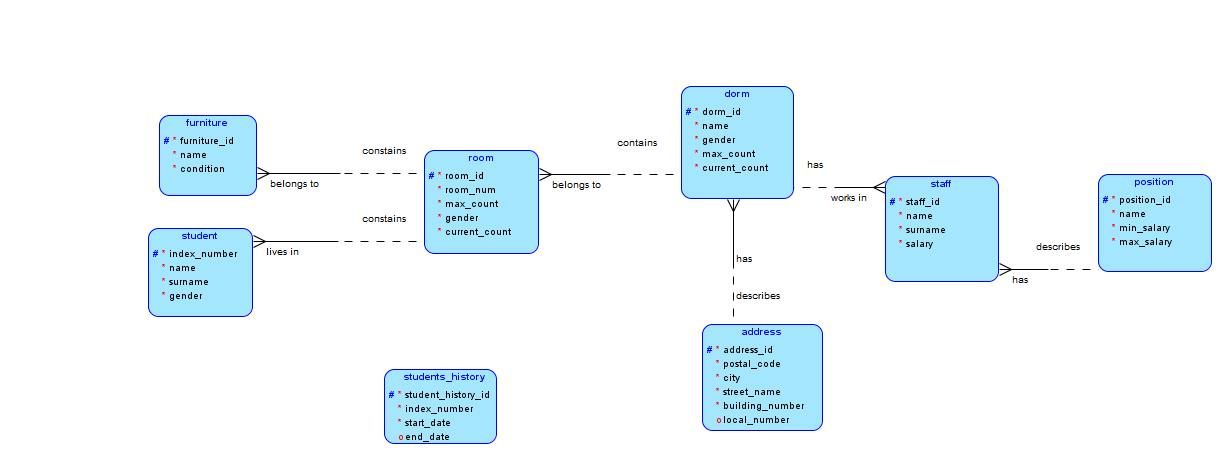 furniture
# * furniture_id
* name
* condition
constains
belongs to
student
# * index_number
* name
* surname
* gender
constains
lives in
room
# * room_id
* room_num
* max_count
* gender
* current_count
contains
belongs to
dorm
# * dorm_id
* name
* gender
* max_count
* current_count
has
works in
staff
# * staff_id
* name
* surname
* salary
describes
has
position
# * position_id
* name
* min_salary
* max_salary
has
describes
address
# * address_id
* postal_code
* city
* street_name
* building_number
o local_number
students_history
# * student_history_id
* index_number
* start_date
o end_date